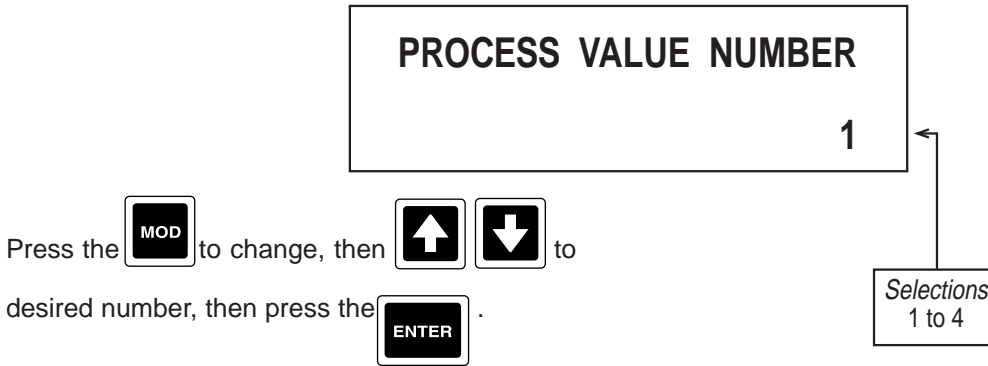 PROCESS VALUE NUMBER
1
Press the MOD to change, then to
desired number, then press the ENTER .
Selections
1 to 4